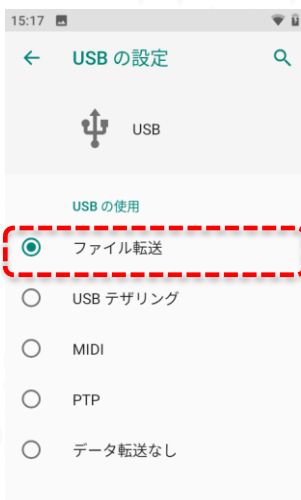 15:17
USB の設定
USB
USB の使用
ファイル転送
USB テザリング
MIDI
PTP
データ転送なし